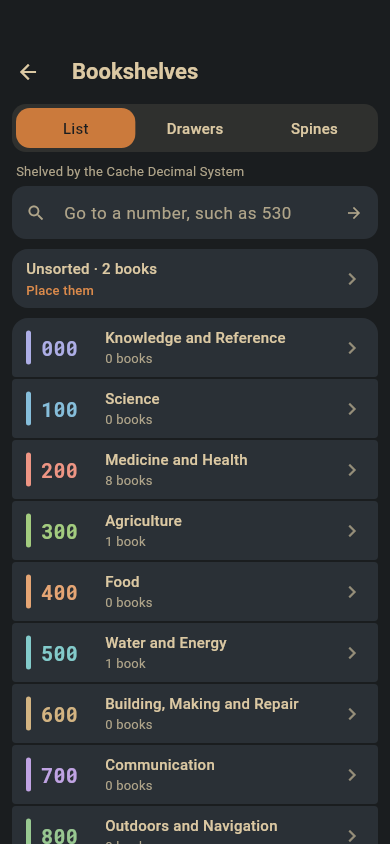 Bookshelves
List
Drawers
Spines
Shelved by the Cache Decimal System
Go to a number, such as 530
Unsorted · 2 books
Place them
000
Knowledge and Reference
0 books
100
Science
0 books
200
Medicine and Health
8 books
300
Agriculture
1 book
400
Food
0 books
500
Water and Energy
1 book
600
Building, Making and Repair
0 books
700
Communication
0 books
800
Outdoors and Navigation